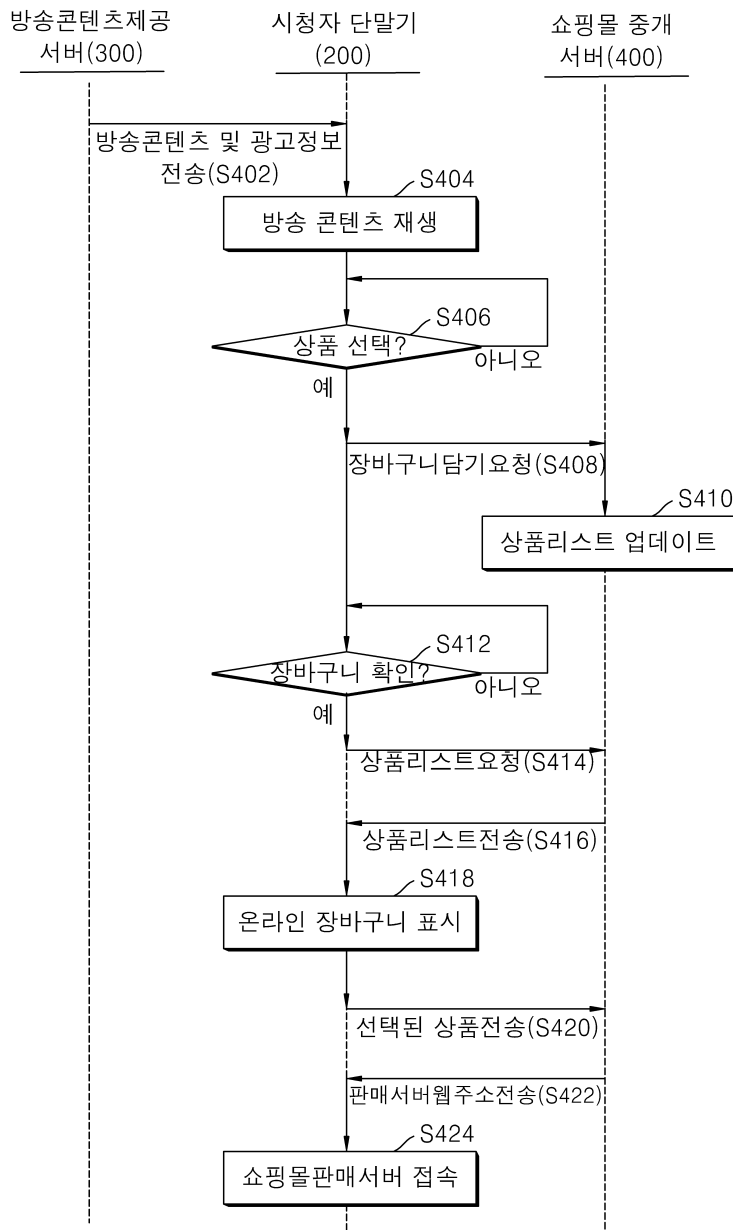 방송콘텐츠제공
서버(300)
시청자 단말기
(200)
쇼핑몰 중개
서버(400)
방송콘텐츠 및 광고정보
전송(S402)
S404
방송 콘텐츠 재생
S406
상품 선택?
아니오
예
장바구니담기요청(S408)
S410
상품리스트 업데이트
S412
장바구니 확인?
아니오
예
상품리스트요청(S414)
상품리스트전송(S416)
S418
온라인 장바구니 표시
선택된 상품전송(S420)
판매서버웹주소전송(S422)
S424
쇼핑몰판매서버 접속